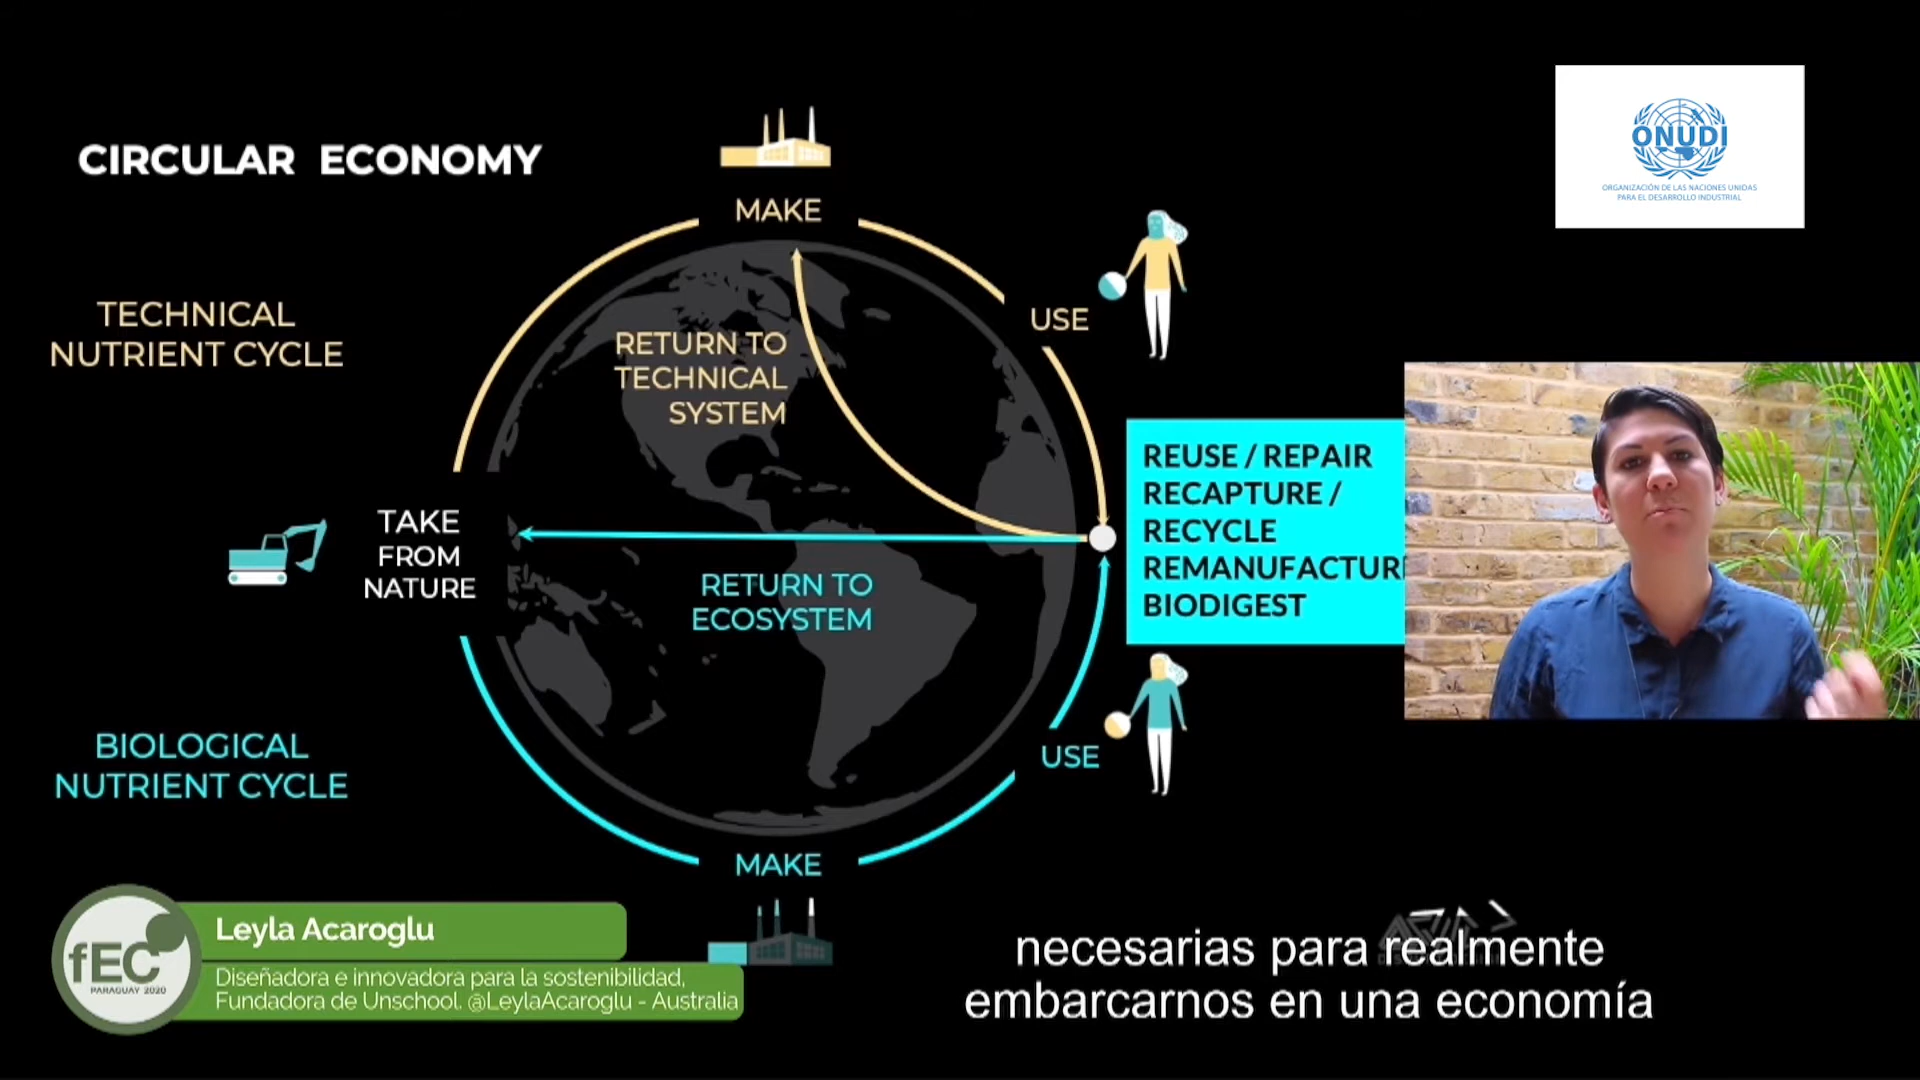 CIRCULAR ECONOMY
ONUDI
ORGANIZACIÓN DE LAS NACIONES UNIDAS
PARA EL DESARROLLO INDUSTRIAL
MAKE
USE
TECHNICAL
NUTRIENT CYCLE
RETURN TO
TECHNICAL
SYSTEM
TAKE
FROM
NATURE
REUSE / REPAIR
RECAPTURE /
RECYCLE
REMANUFACTUR
BIODIGEST
RETURN TO
ECOSYSTEM
BIOLOGICAL
NUTRIENT CYCLE
USE
MAKE
fEC
PARAGUAY 2020
Leyla Acaroglu
Diseñadora e innovadora para la sostenibilidad,
Fundadora de Unschool. @LeylaAcaroglu - Australia
necesarias para realmente
embarcarnos en una economía